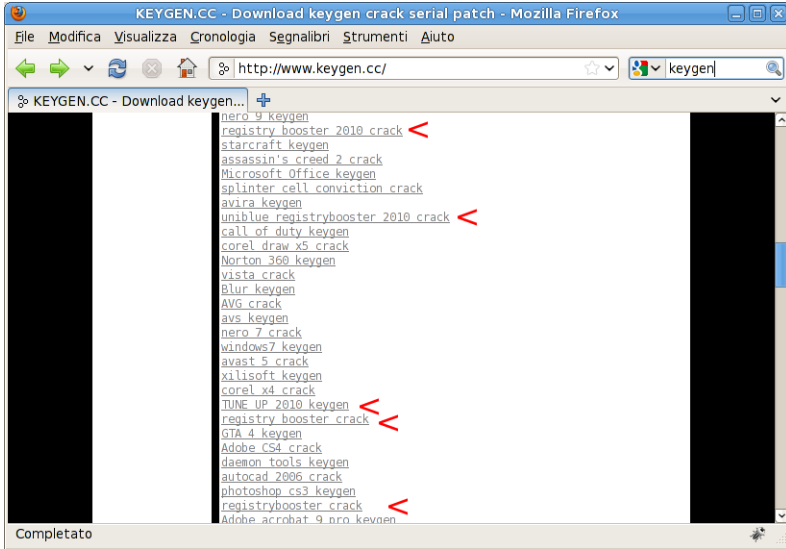 KEYGEN.CC - Download keygen crack serial patch - Mozilla Firefox
File Modifica Visualizza Cronologia Segnalibri Strumenti Aiuto
http://www.keygen.cc/ keygen
KEYGEN.CC - Download keygen...
nero 9 keygen
registry booster 2010 crack <
starcraft keygen
assassin's creed 2 crack
Microsoft Office keygen
splinter cell conviction crack
avira keygen
uniblue registrybooster 2010 crack <
call of duty keygen
corel draw x5 crack
Norton 360 keygen
vista crack
Blur keygen
AVG crack
avs keygen
nero 7 crack
windows7 keygen
avast 5 crack
xilisoft keygen
corel x4 crack
TUNE UP 2010 keygen <
registry booster crack <
GTA 4 keygen
Adobe CS4 crack
daemon tools keygen
autocad 2006 crack
photoshop cs3 keygen
registrybooster crack <
Adobe acrobat 9 pro keygen
Completato